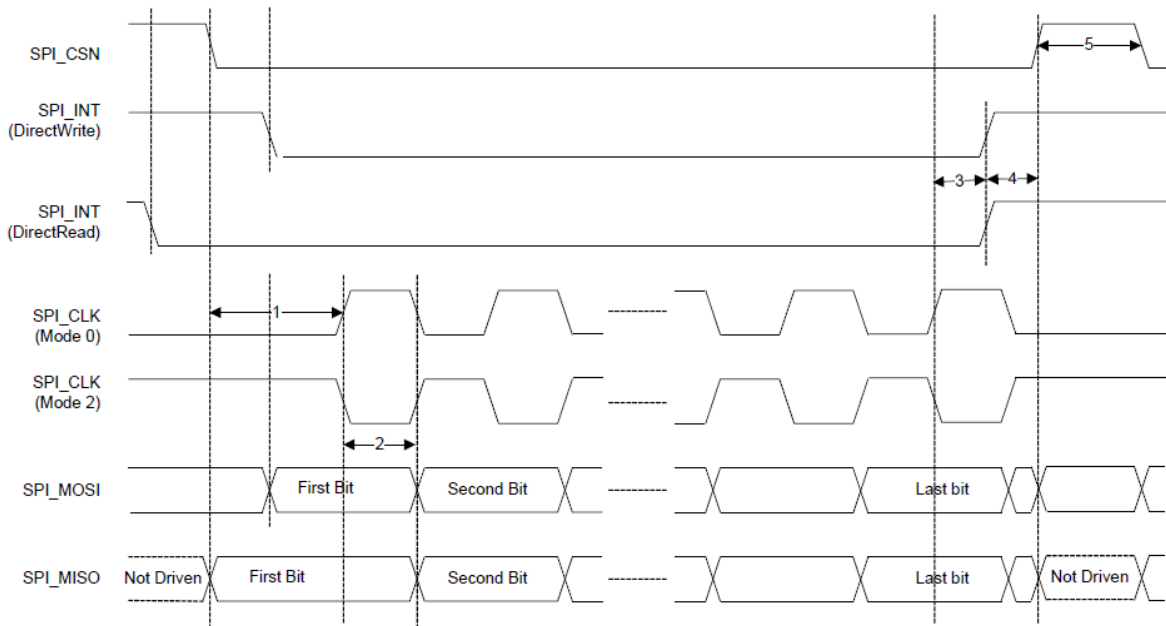 SPI_CSN
5
SPI_INT
(DirectWrite)
3
4
SPI_INT
(DirectRead)
1
SPI_CLK
(Mode 0)
SPI_CLK
(Mode 2)
2
SPI_MOSI
First Bit
Second Bit
Last bit
SPI_MISO
Not Driven
First Bit
Second Bit
Last bit
Not Driven